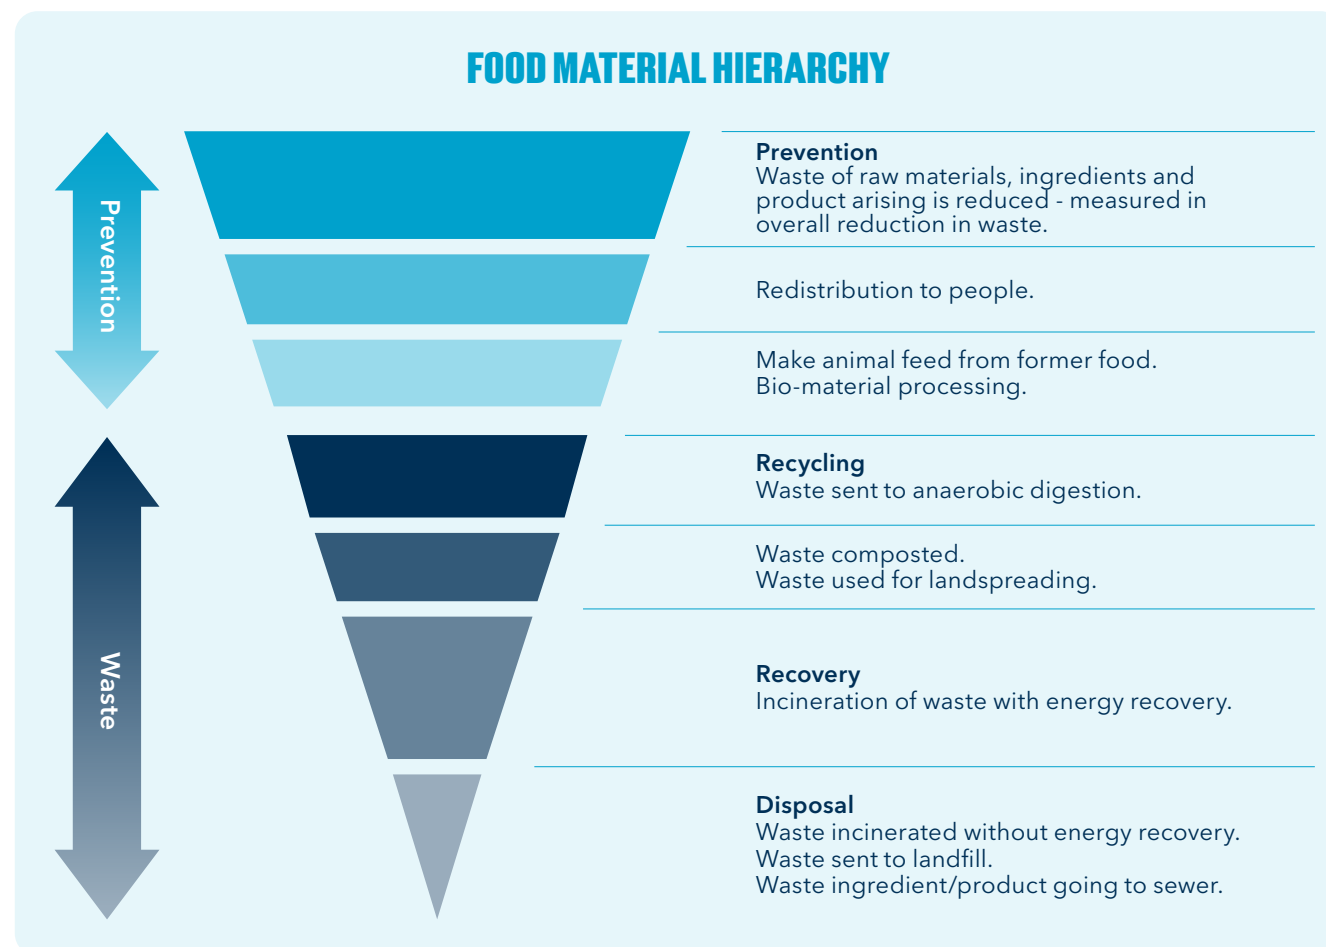 FOOD MATERIAL HIERARCHY
Prevention
Prevention
Waste of raw materials, ingredients and
product arising is reduced - measured in
overall reduction in waste.
Redistribution to people.
Make animal feed from former food.
Bio-material processing.
Waste
Recycling
Waste sent to anaerobic digestion.
Waste composted.
Waste used for landspreading.
Recovery
Incineration of waste with energy recovery.
Disposal
Waste incinerated without energy recovery.
Waste sent to landfill.
Waste ingredient/product going to sewer.